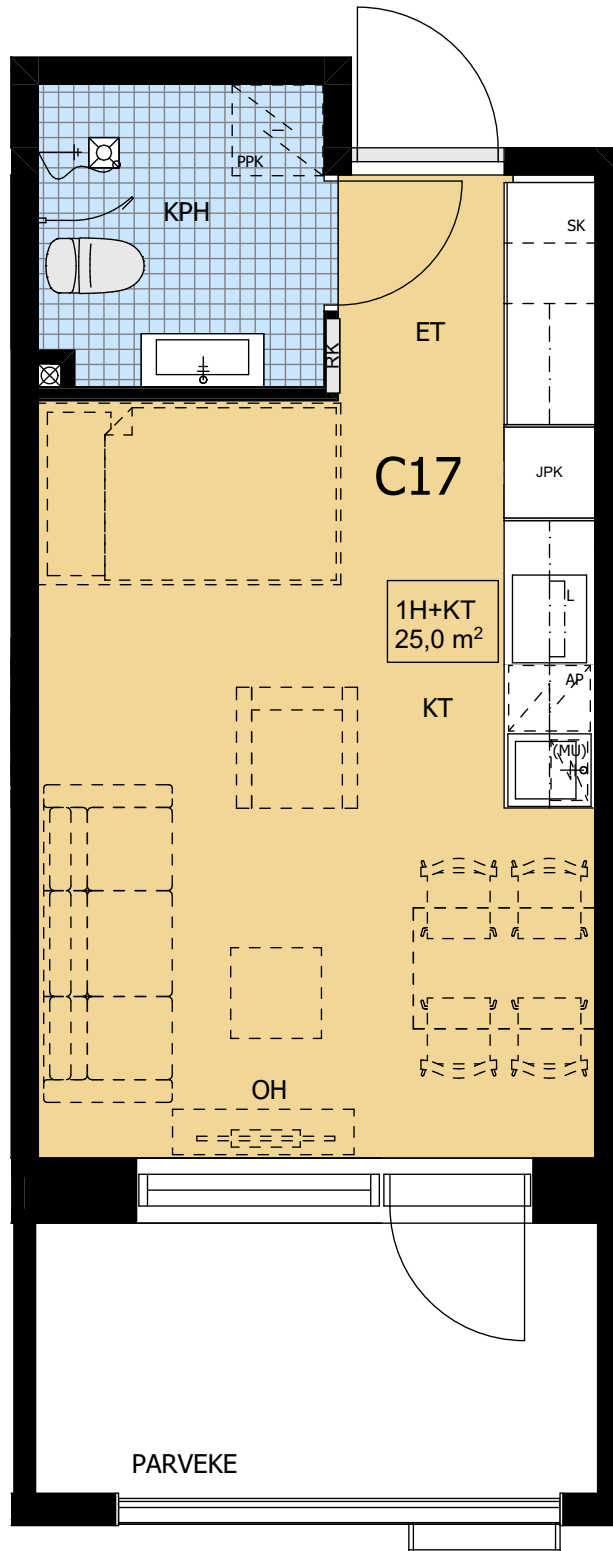 PPK
KPH
SK
RK
ET
C17
JPK
1H+KT
25,0 m²
L
AP
KT
(MU)
OH
PARVEKE